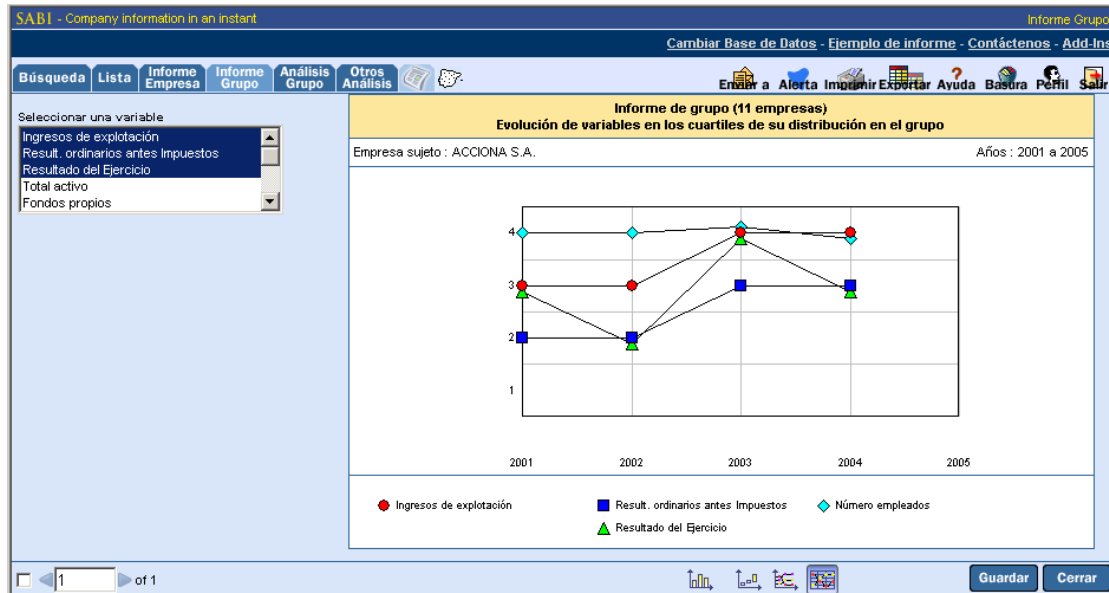 SABI - Company information in an instant
Informe Grupo
Cambiar Base de Datos - Ejemplo de informe - Contáctenos - Add-Ins
Búsqueda Lista Informe Empresa Informe Grupo Análisis Grupo Otros Análisis
Enviar a Alerta Imprimir Exportar Ayuda Basura Perfil Salir
Seleccionar una variable
Ingresos de explotación
Result. ordinarios antes Impuestos
Resultado del Ejercicio
Total activo
Fondos propios
Informe de grupo (11 empresas)
Evolución de variables en los cuartiles de su distribución en el grupo
Empresa sujeto : ACCIONA S.A.
Años : 2001 a 2005
4
3
2
1
2001 2002 2003 2004 2005
Ingresos de explotación Result. ordinarios antes Impuestos Número empleados
Resultado del Ejercicio
1 of 1
Guardar Cerrar